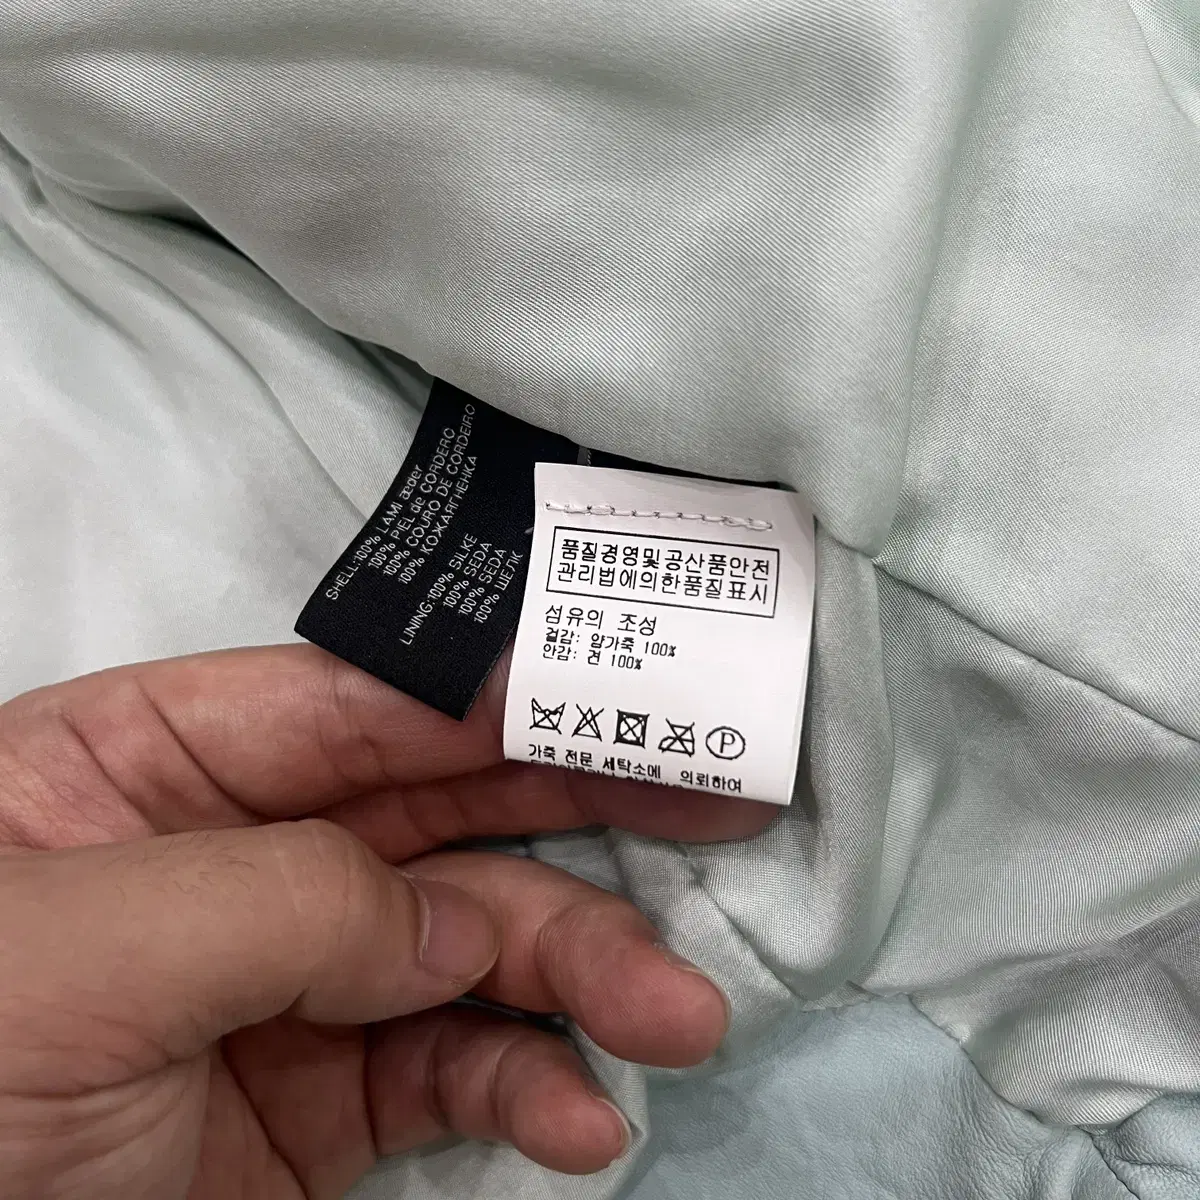 SHELL:100% LAMI æder
100% PIEL de CORDERO
100% COURO DE CORDEIRO
100% КОЖАЯГНЕНКА
LINING:100% SILKE
100% SEDA
100% SEDA
100% ШЕЛК
품질경영및공산품안전
관리법에의한품질표시
섬유의 조성
겉감: 양가죽 100%
안감: 견 100%
P
가죽 전문 세탁소에 의뢰하여